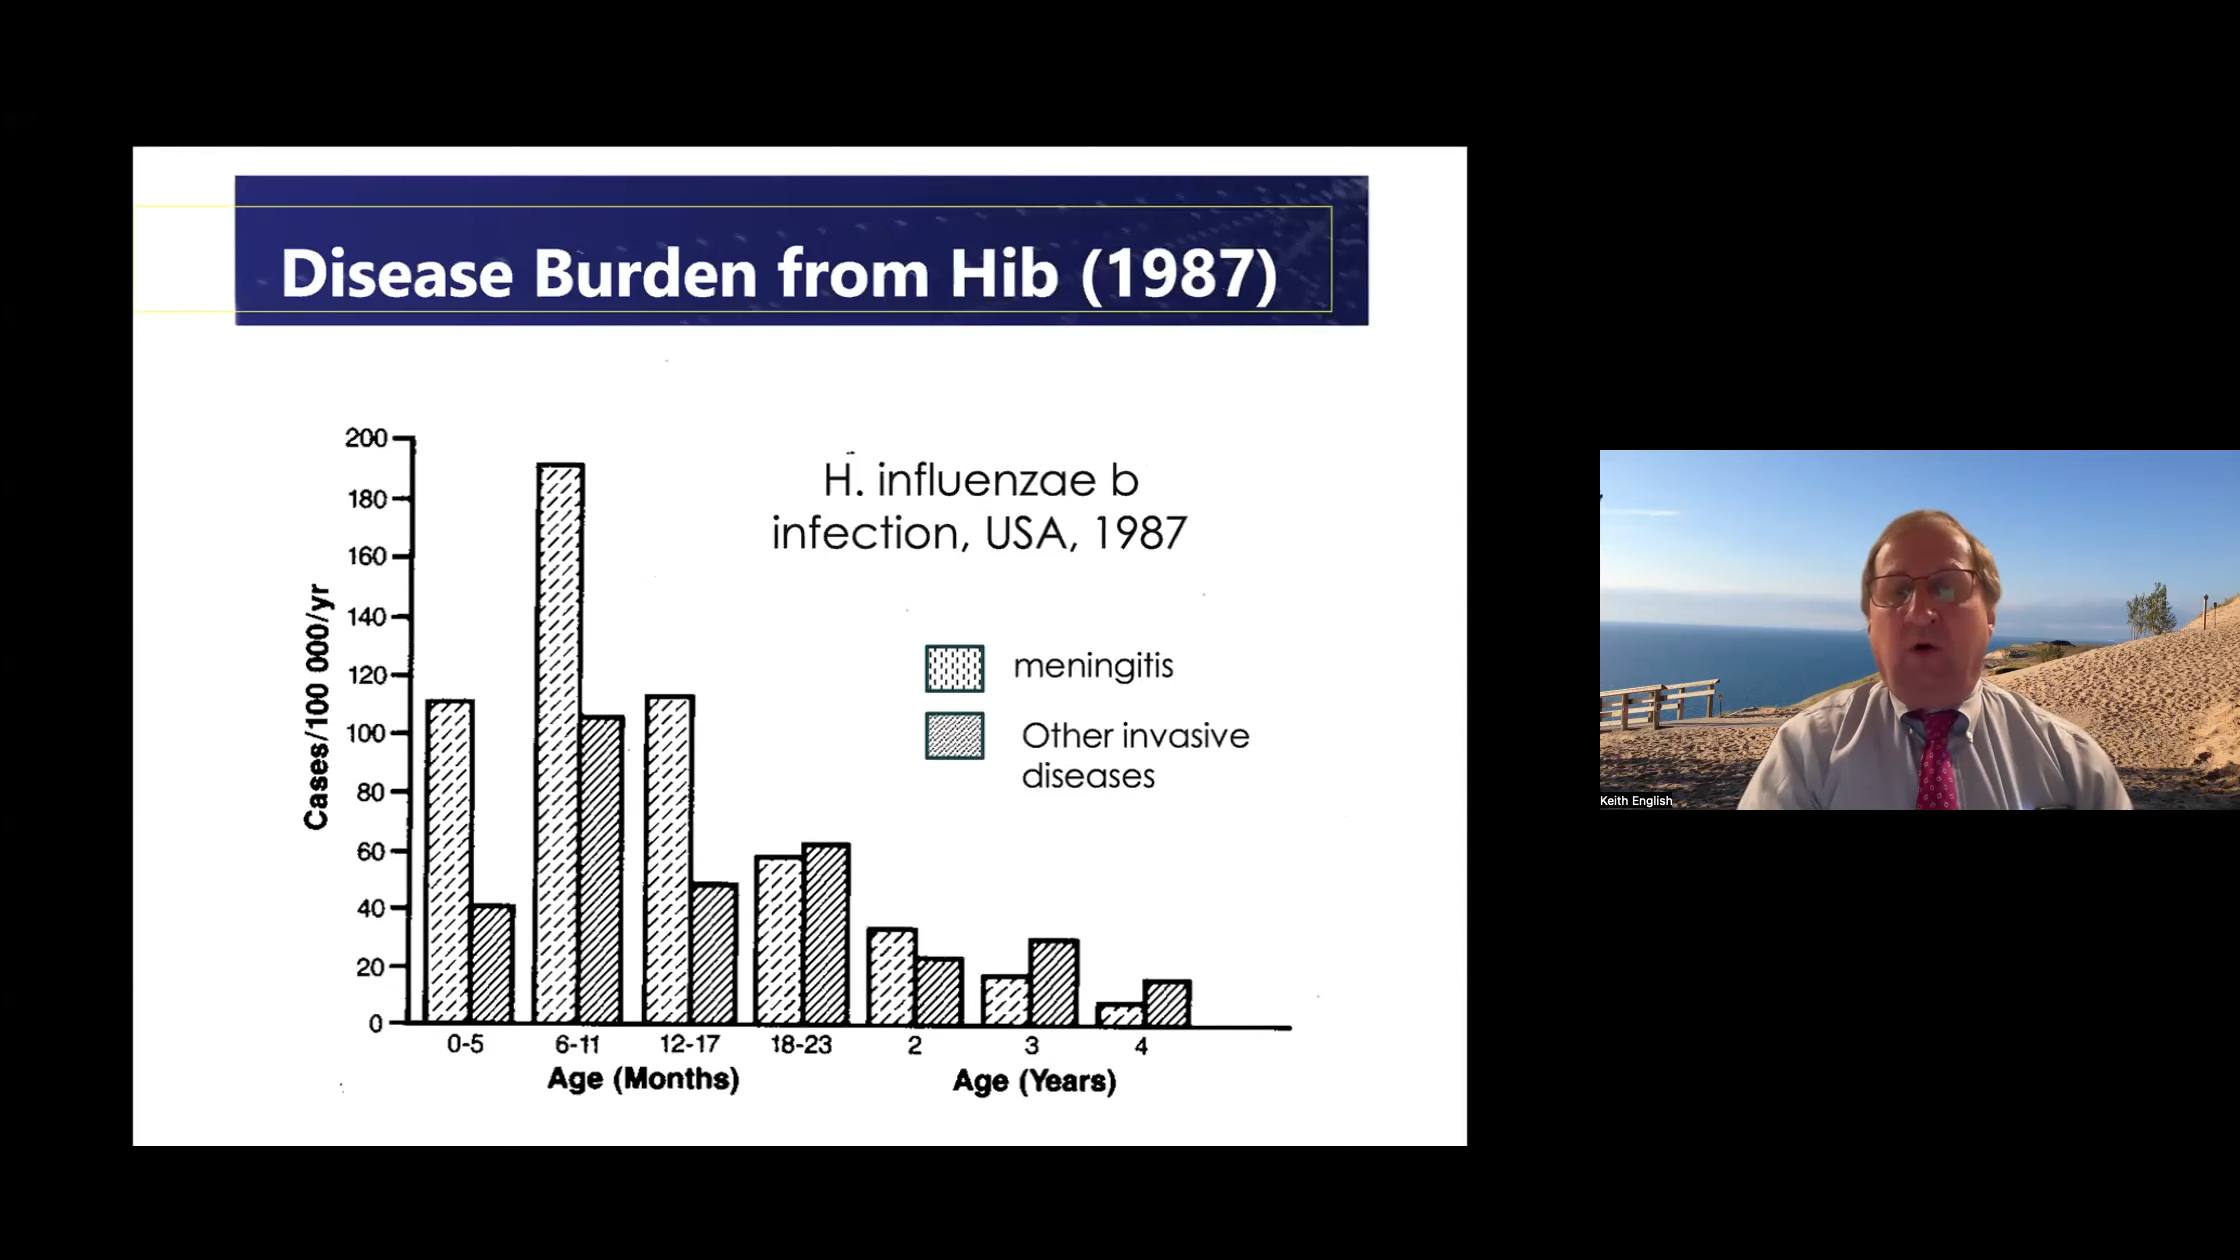 Disease Burden from Hib (1987)
H. influenzae b
infection, USA, 1987
meningitis
Other invasive
diseases
Cases/100 000/yr
200
180
160
140
120
100
80
60
40
20
0
0-5 6-11 12-17 18-23 2 3 4
Age (Months) Age (Years)
Keith English